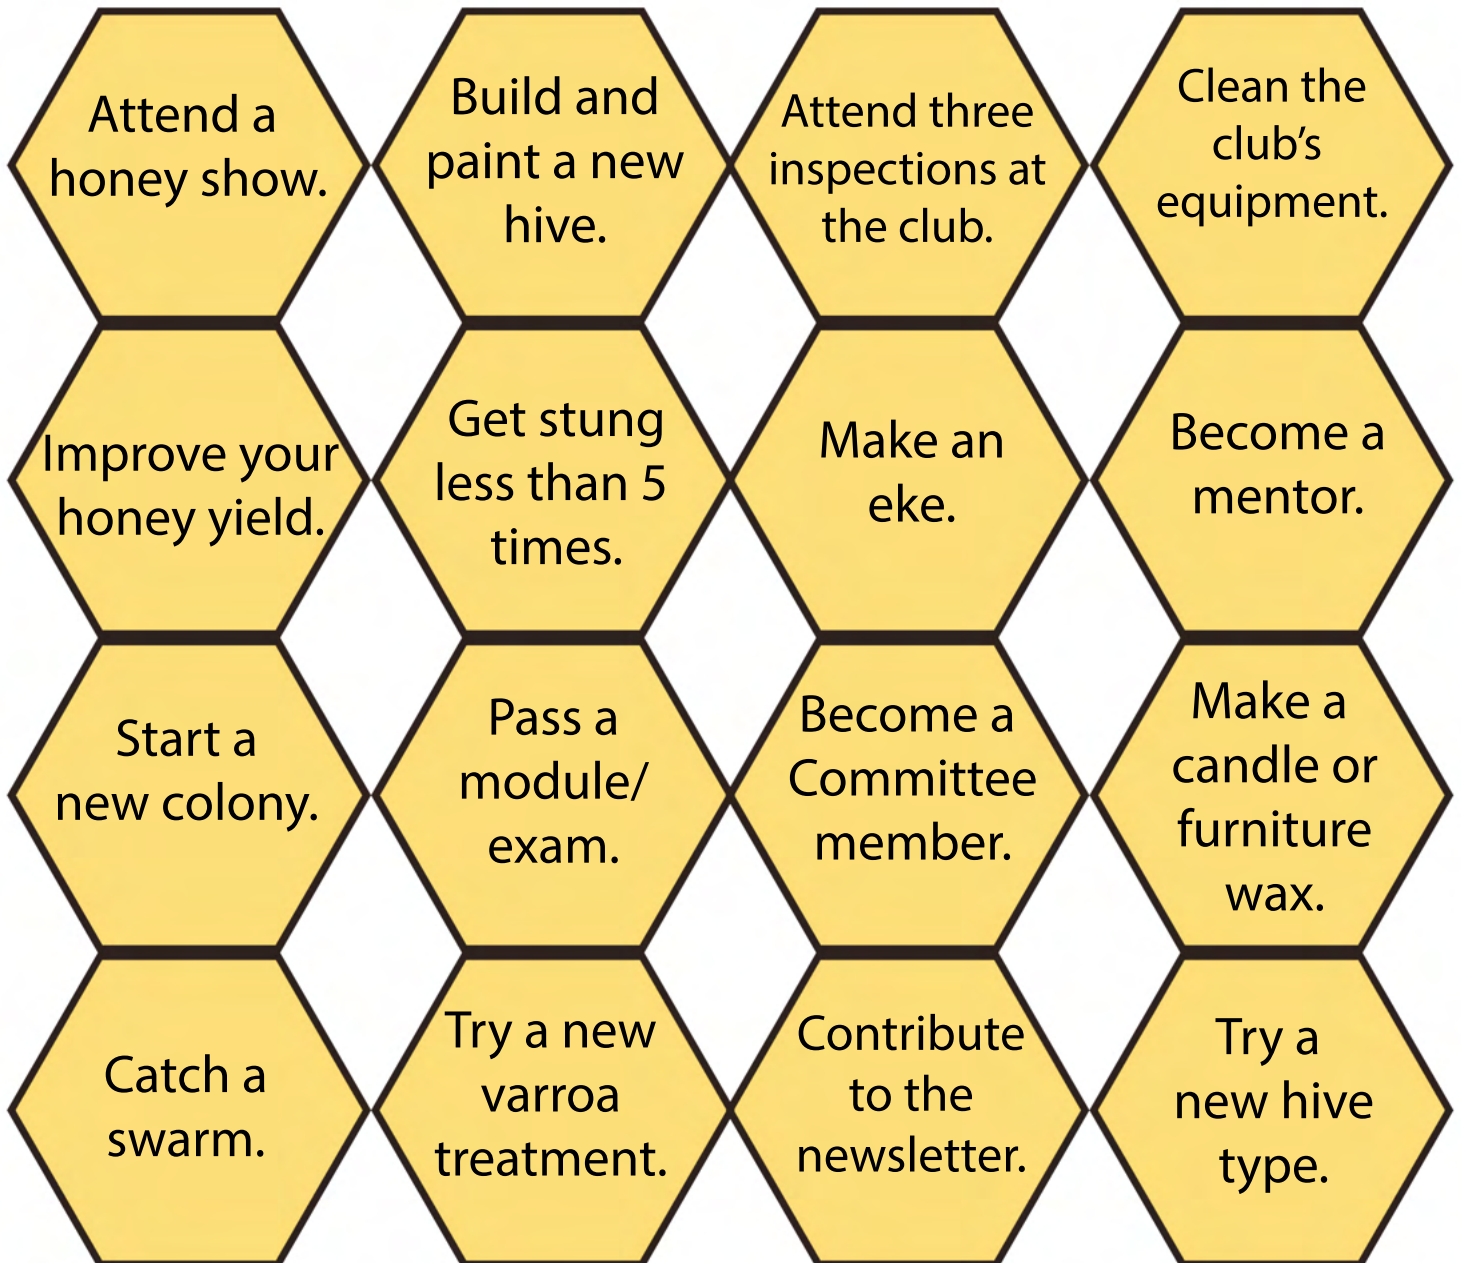 Attend a
honey show.
Build and
paint a new
hive.
Attend three
inspections at
the club.
Clean the
club’s
equipment.
Improve your
honey yield.
Get stung
less than 5
times.
Make an
eke.
Become a
mentor.
Start a
new colony.
Pass a
module/
exam.
Become a
Committee
member.
Make a
candle or
furniture
wax.
Catch a
swarm.
Try a new
varroa
treatment.
Contribute
to the
newsletter.
Try a
new hive
type.